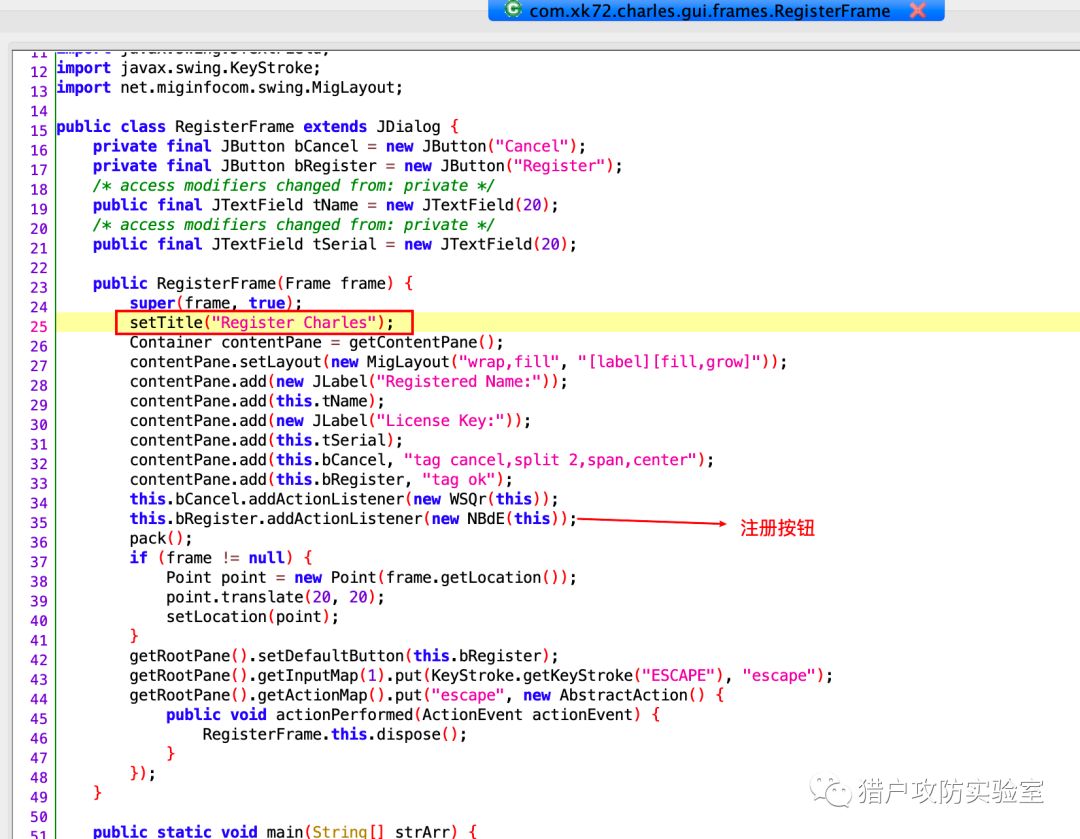 com.xk72.charles.gui.frames.RegisterFrame
11 import javax.swing.JTextField;
12 import javax.swing.KeyStroke;
13 import net.miginfocom.swing.MigLayout;
14
15 public class RegisterFrame extends JDialog {
16 private final JButton bCancel = new JButton("Cancel");
17 private final JButton bRegister = new JButton("Register");
18 /* access modifiers changed from: private */
19 public final JTextField tName = new JTextField(20);
20 /* access modifiers changed from: private */
21 public final JTextField tSerial = new JTextField(20);
22
23 public RegisterFrame(Frame frame) {
24 super(frame, true);
25 setTitle("Register Charles");
26 Container contentPane = getContentPane();
27 contentPane.setLayout(new MigLayout("wrap,fill", "[label][fill,grow]"));
28 contentPane.add(new JLabel("Registered Name:"));
29 contentPane.add(this.tName);
30 contentPane.add(new JLabel("License Key:"));
31 contentPane.add(this.tSerial);
32 contentPane.add(this.bCancel, "tag cancel,split 2,span,center");
33 contentPane.add(this.bRegister, "tag ok");
34 this.bCancel.addActionListener(new WSQr(this));
35 this.bRegister.addActionListener(new NBdE(this)); 注册按钮
36 pack();
37 if (frame != null) {
38 Point point = new Point(frame.getLocation());
39 point.translate(20, 20);
40 setLocation(point);
41 }
42 getRootPane().setDefaultButton(this.bRegister);
43 getRootPane().getInputMap(1).put(KeyStroke.getKeyStroke("ESCAPE"), "escape");
44 getRootPane().getActionMap().put("escape", new AbstractAction() {
45 public void actionPerformed(ActionEvent actionEvent) {
46 RegisterFrame.this.dispose();
47 }
48 });
49 }
50
51 public static void main(String[] strArr) {
猎户攻防实验室